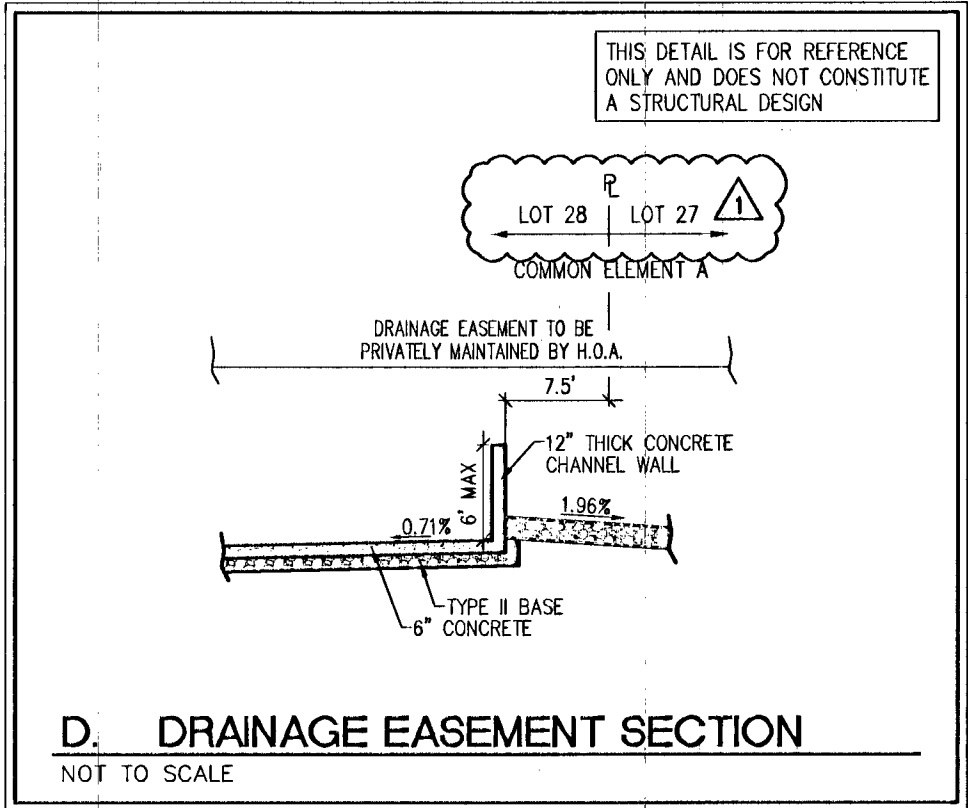 THIS DETAIL IS FOR REFERENCE
ONLY AND DOES NOT CONSTITUTE
A STRUCTURAL DESIGN
PL
LOT 28 LOT 27 1
COMMON ELEMENT A
DRAINAGE EASEMENT TO BE
PRIVATELY MAINTAINED BY H.O.A.
7.5'
12" THICK CONCRETE
CHANNEL WALL
6' MAX
1.96%
0.71%
TYPE II BASE
6" CONCRETE
D. DRAINAGE EASEMENT SECTION
NOT TO SCALE